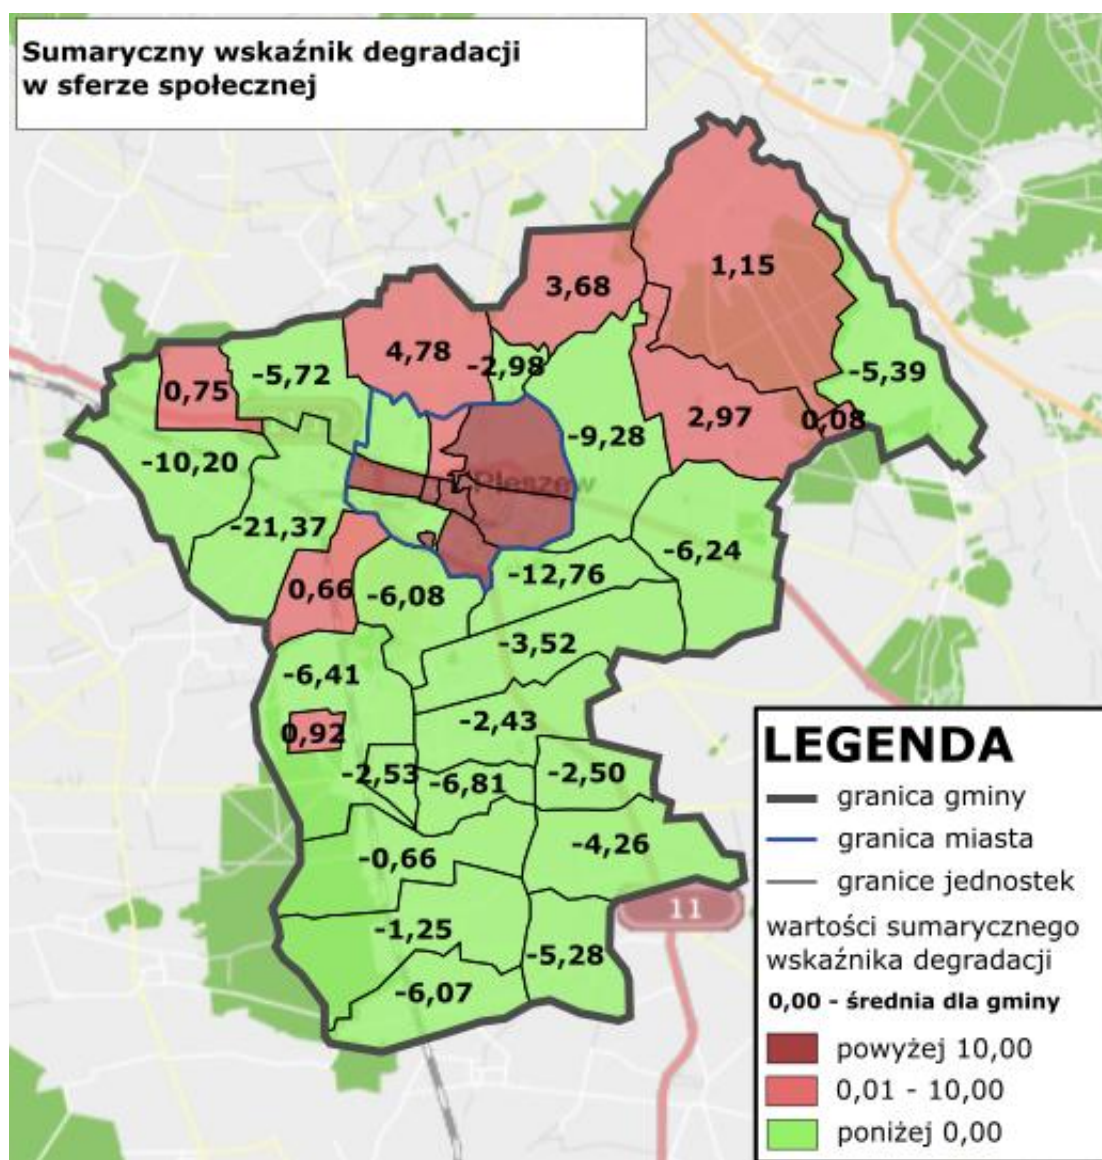 Sumaryczny wskaźnik degradacji
w sferze społecznej
1,15
3,68
4,78
-2,98
-5,72
0,75
-5,39
2,97
0,08
-9,28
-10,20
Pleszew
-21,37
-6,24
-12,76
0,66
-6,08
-3,52
-6,41
-2,43
0,92
-2,53
-6,81
-2,50
-4,26
-0,66
-1,25
-5,28
-6,07
11
LEGENDA
granica gminy
granica miasta
granice jednostek
wartości sumarycznego
wskaźnika degradacji
0,00 - średnia dla gminy
powyżej 10,00
0,01 - 10,00
poniżej 0,00